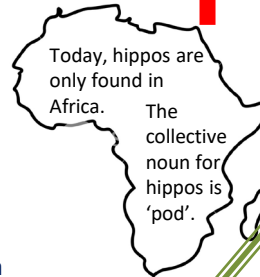 Today, hippos are
only found in
Africa.
The
collective
noun for
hippos is
‘pod’.